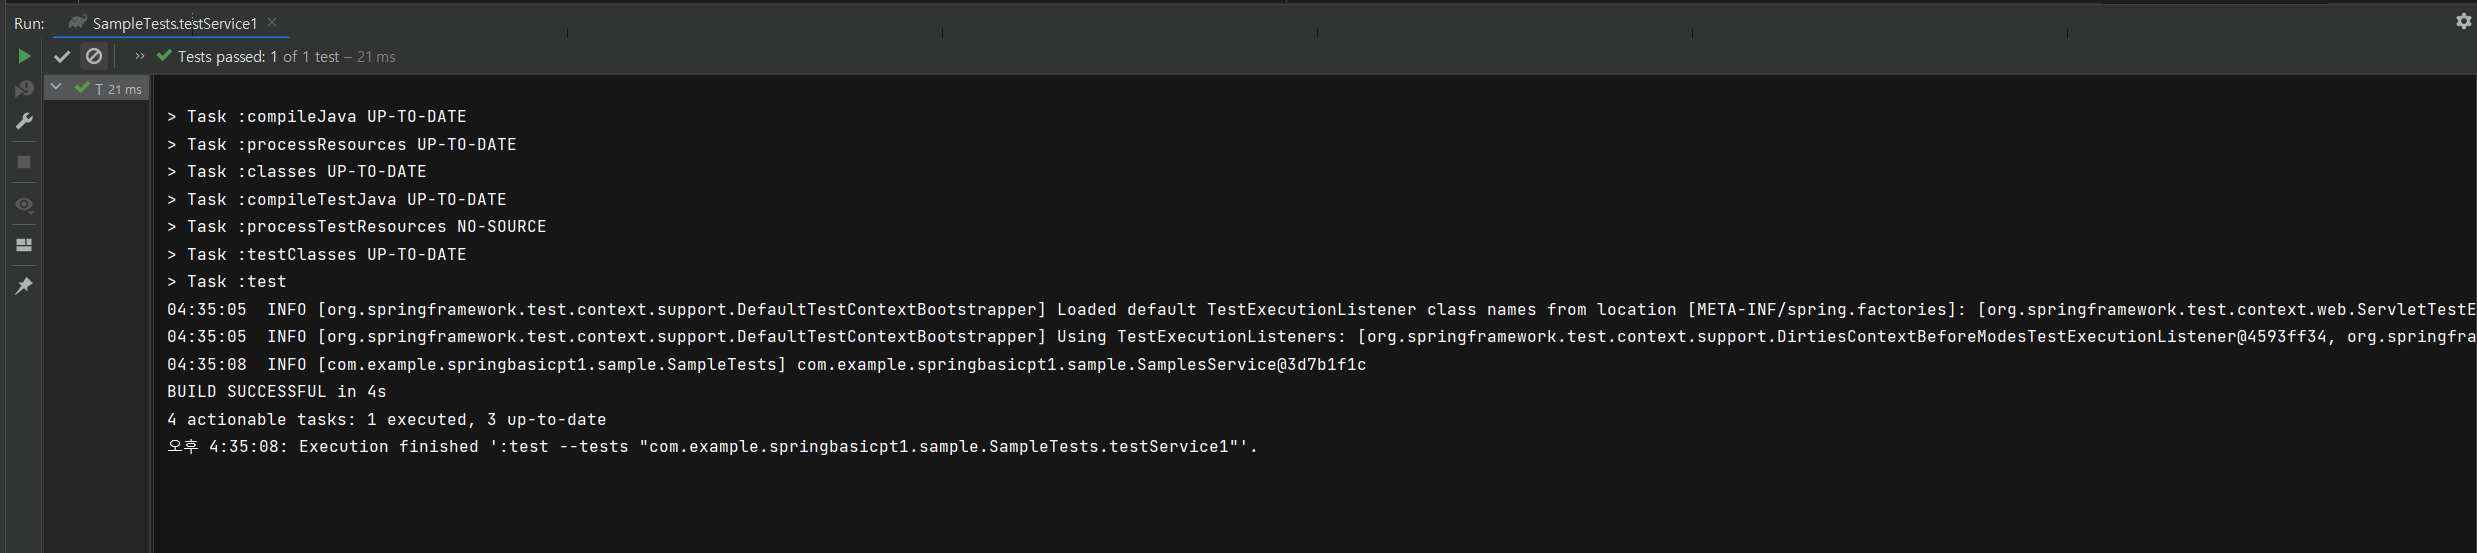 Run: SampleTests.testService1
Tests passed: 1 of 1 test – 21 ms
T 21 ms
> Task :compileJava UP-TO-DATE
> Task :processResources UP-TO-DATE
> Task :classes UP-TO-DATE
> Task :compileTestJava UP-TO-DATE
> Task :processTestResources NO-SOURCE
> Task :testClasses UP-TO-DATE
> Task :test
04:35:05  INFO [org.springframework.test.context.support.DefaultTestContextBootstrapper] Loaded default TestExecutionListener class names from location [META-INF/spring.factories]: [org.springframework.test.context.web.ServletTestE
04:35:05  INFO [org.springframework.test.context.support.DefaultTestContextBootstrapper] Using TestExecutionListeners: [org.springframework.test.context.support.DirtiesContextBeforeModesTestExecutionListener@4593ff34, org.springfra
04:35:08  INFO [com.example.springbasicpt1.sample.SampleTests] com.example.springbasicpt1.sample.SamplesService@3d7b1f1c
BUILD SUCCESSFUL in 4s
4 actionable tasks: 1 executed, 3 up-to-date
오후 4:35:08: Execution finished ':test --tests "com.example.springbasicpt1.sample.SampleTests.testService1"'.